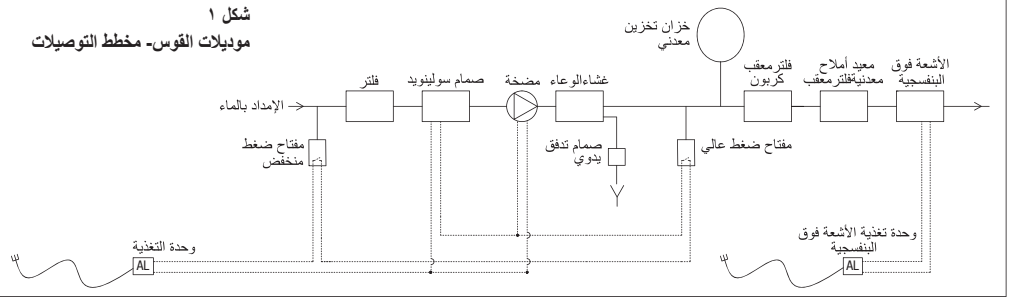 شكل ١
موديلات القوس- مخطط التوصيلات
خزان تخزين
معدني
الأشعة فوق
البنفسجية
معيد أملاح
معدنيةفلترمعقب
فلترمعقب
كربون
غشاءالوعاء
مضخة
صمام سولينويد
فلتر
الإمداد بالماء
مفتاح ضغط
منخفض
صمام تدفق
يدوي
مفتاح ضغط عالي
وحدة تغذية الأشعة فوق
البنفسجية
AL
وحدة التغذية
AL